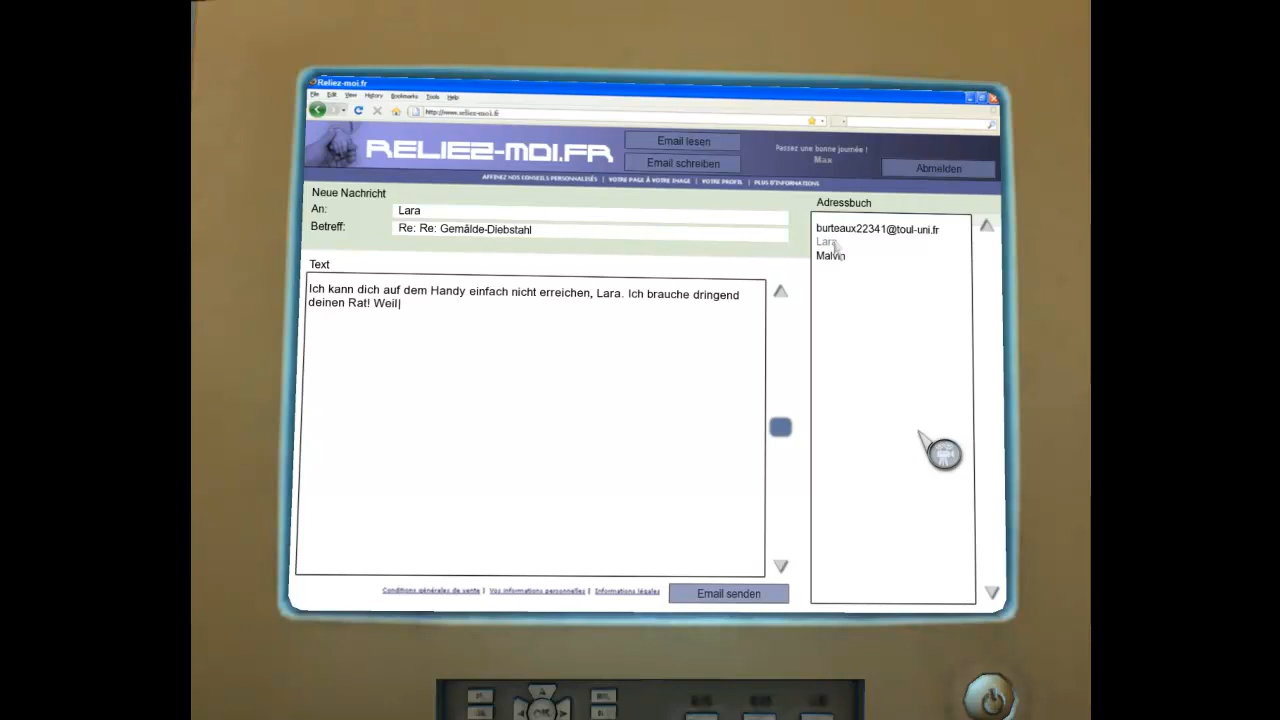 Reliez-moi.fr
File Edit View History Bookmarks Tools Help
http://www.reliez-moi.fr
RELIEZ-MOI.FR
Email lesen
Email schreiben
Passez une bonne journée !
Max
Abmelden
AFFINEZ NOS CONSEILS PERSONNALISÉS | VOTRE PAGE À VOTRE IMAGE | VOTRE PROFIL | PLUS D'INFORMATIONS
Neue Nachricht
An: Lara
Betreff: Re: Re: Gemälde-Diebstahl
Adressbuch
burteaux22341@toul-uni.fr
Lara
Malvin
Text
Ich kann dich auf dem Handy einfach nicht erreichen, Lara. Ich brauche dringend
deinen Rat! Weil
Conditions générales de vente | Vos informations personnelles | Informations légales
Email senden
OK